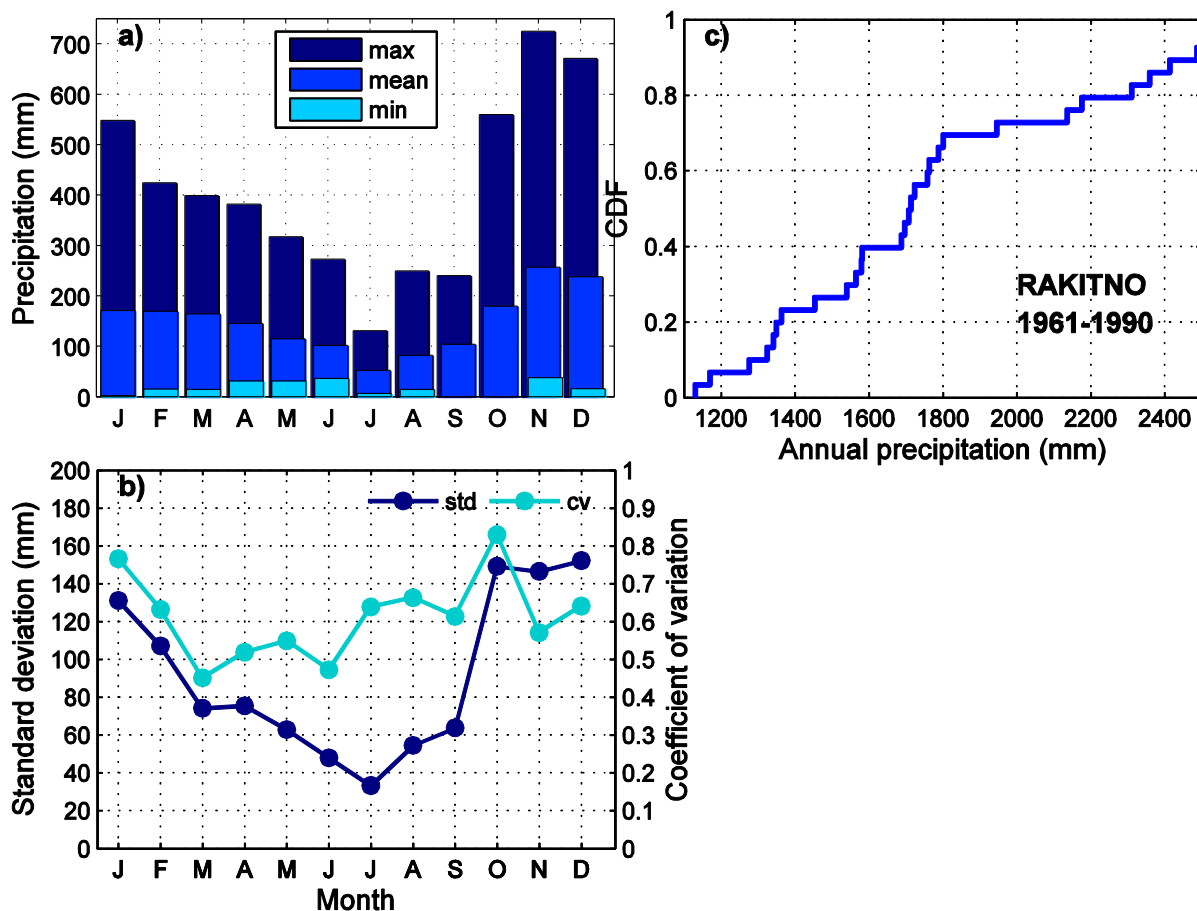 a)
max
mean
min
700
600
500
400
300
200
100
0
Precipitation (mm)
J F M A M J J A S O N D
c)
1
0.8
0.6
0.4
0.2
0
CDF
RAKITNO
1961-1990
1200 1400 1600 1800 2000 2200 2400
Annual precipitation (mm)
b)
std cv
200
180
160
140
120
100
80
60
40
20
0
Standard deviation (mm)
1
0.9
0.8
0.7
0.6
0.5
0.4
0.3
0.2
0.1
0
Coefficient of variation
J F M A M J J A S O N D
Month